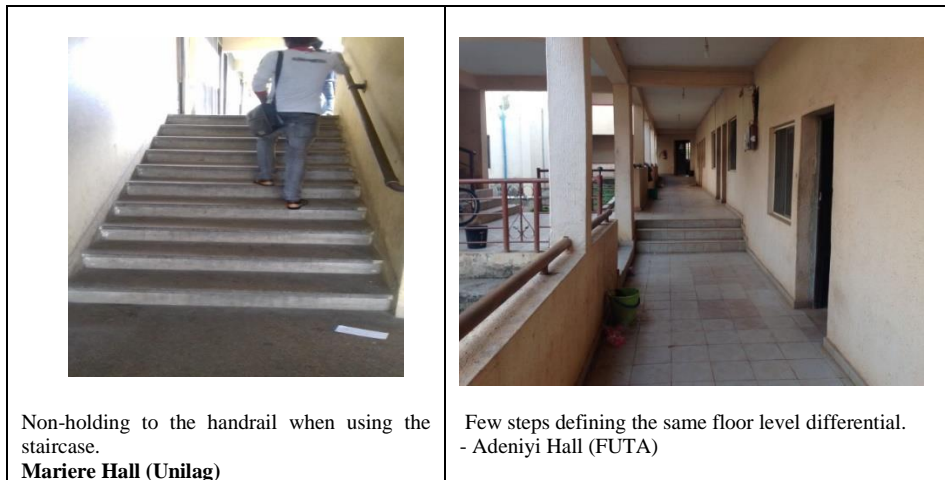 Non-holding to the handrail when using the
staircase.
Mariere Hall (Unilag)
Few steps defining the same floor level differential.
- Adeniyi Hall (FUTA)